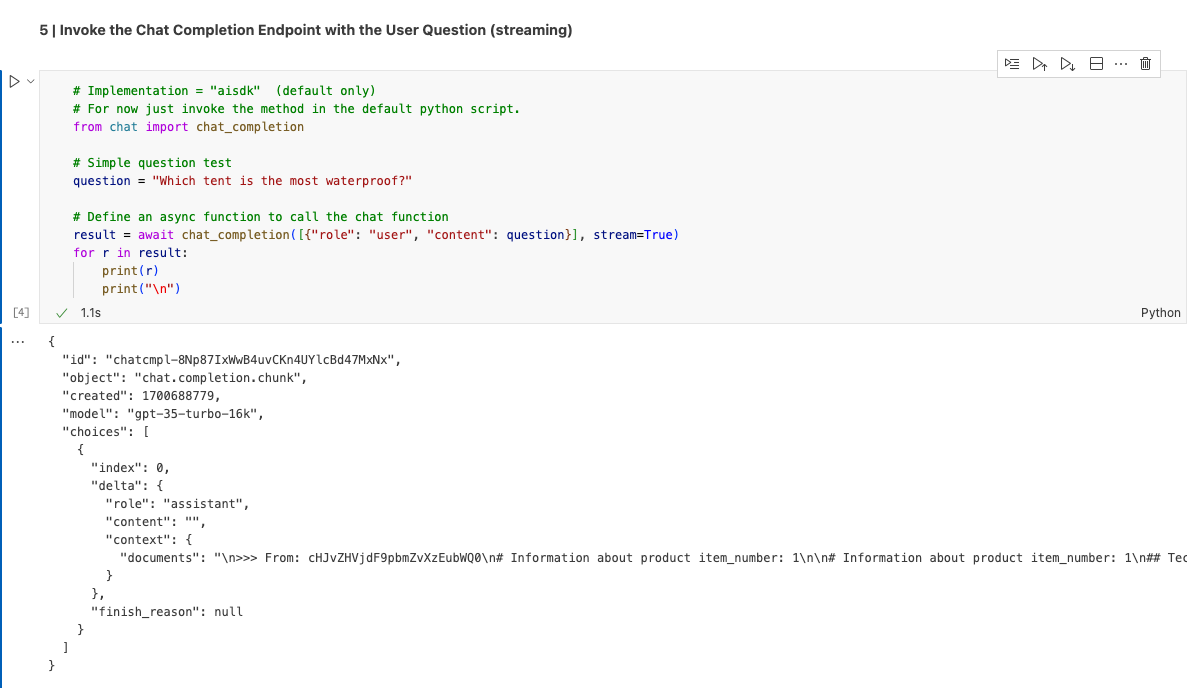 5 | Invoke the Chat Completion Endpoint with the User Question (streaming)
# Implementation = "aisdk"  (default only)
# For now just invoke the method in the default python script.
from chat import chat_completion
# Simple question test
question = "Which tent is the most waterproof?"
# Define an async function to call the chat function
result = await chat_completion([{"role": "user", "content": question}], stream=True)
for r in result:
    print(r)
    print("\n")
[4] ✓ 1.1s Python
... {
  "id": "chatcmpl-8Np87IxWwB4uvCKn4UYlcBd47MxNx",
  "object": "chat.completion.chunk",
  "created": 1700688779,
  "model": "gpt-35-turbo-16k",
  "choices": [
    {
      "index": 0,
      "delta": {
        "role": "assistant",
        "content": "",
        "context": {
          "documents": "\n>>> From: cHJvZHVjdF9pbmZvXzEubWQ0\n# Information about product item_number: 1\n\n# Information about product item_number: 1\n## Tec
        }
      },
      "finish_reason": null
    }
  ]
}